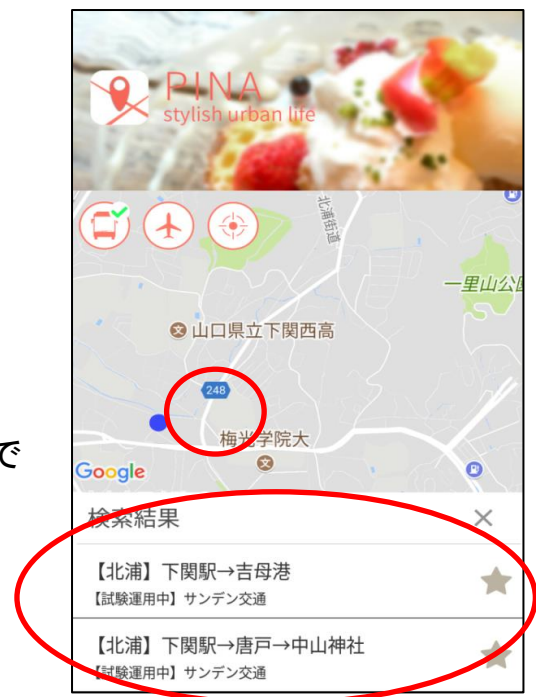 PINA
stylish urban life
北浦街道
一里山公園
山口県立下関西高
248
梅光学院大
で
Google
検索結果
【北浦】下関駅→吉母港
【試験運用中】サンデン交通
【北浦】下関駅→唐戸→中山神社
【試験運用中】サンデン交通